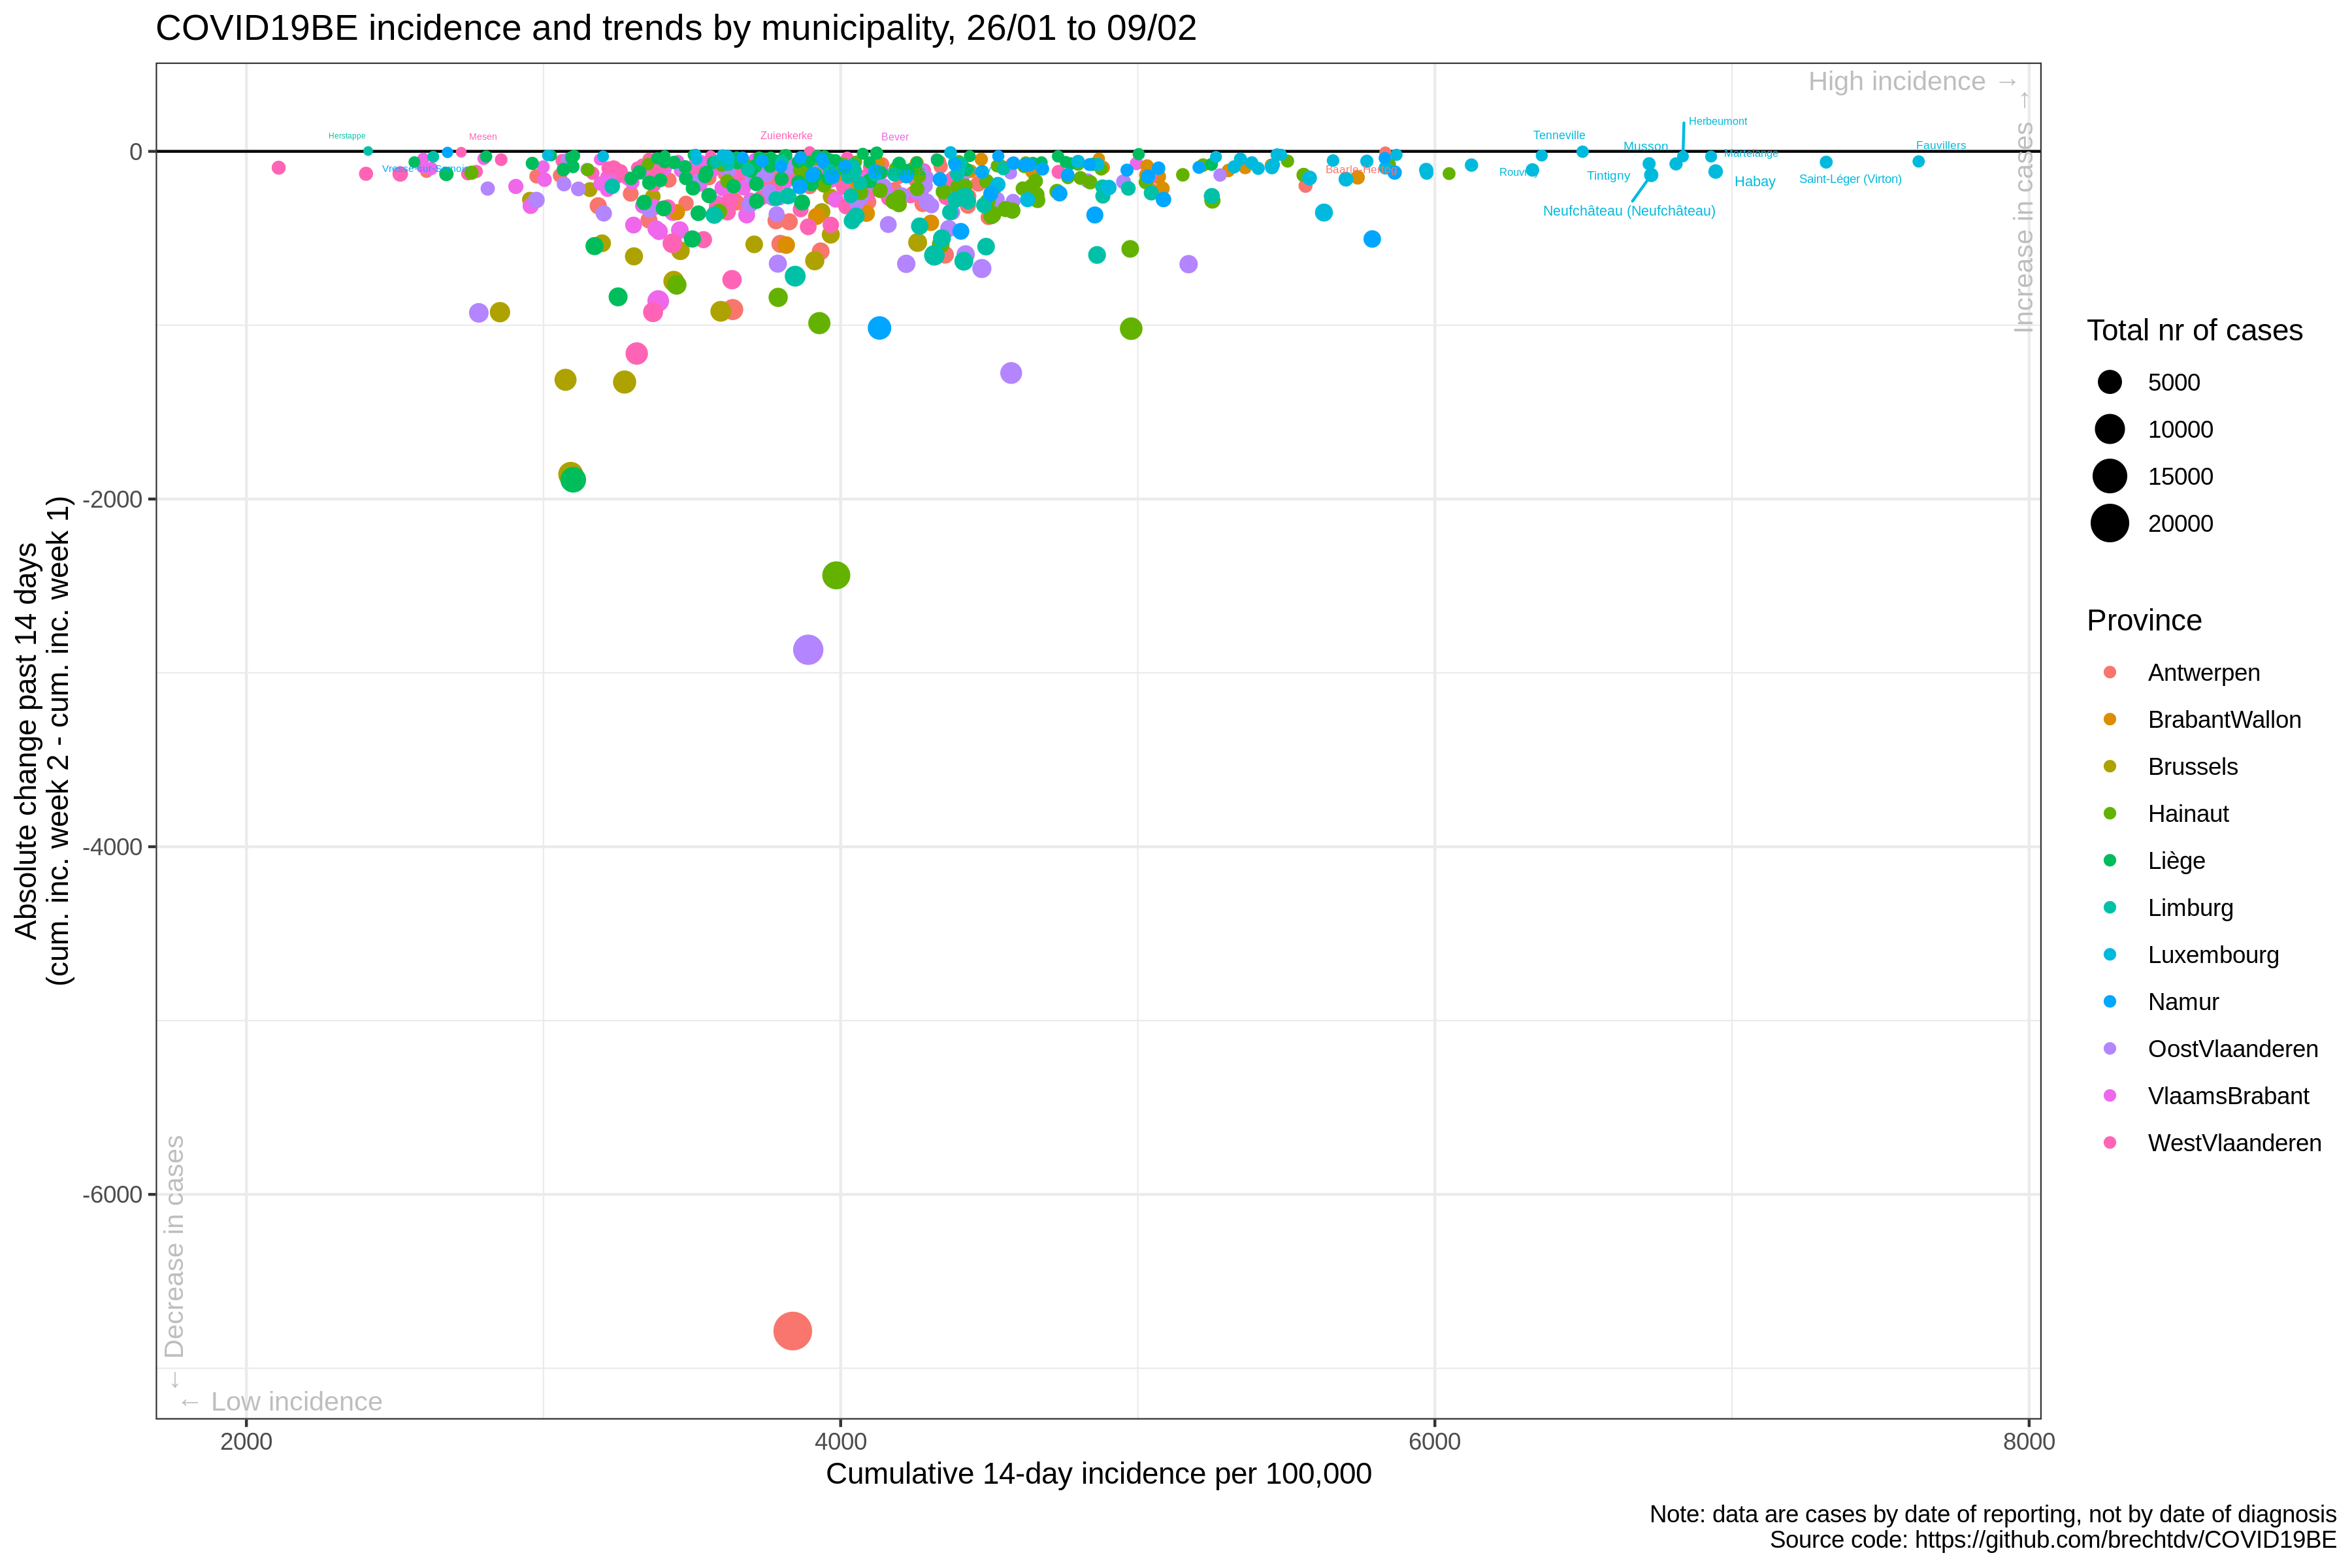 COVID19BE incidence and trends by municipality, 26/01 to 09/02
High incidence →
Increase in cases →
Herstappe
Mesen
Zuienkerke
Bever
Tenneville
Herbeumont
Musson
Martelange
Fauvillers
Baarle-Hertog
Tintigny
Habay
Saint-Léger (Virton)
Neufchâteau (Neufchâteau)
0
-2000
-4000
-6000
Absolute change past 14 days
(cum. inc. week 2 - cum. inc. week 1)
← Decrease in cases
← Low incidence
2000
4000
6000
8000
Cumulative 14-day incidence per 100,000
Total nr of cases
5000
10000
15000
20000
Province
Antwerpen
BrabantWallon
Brussels
Hainaut
Liège
Limburg
Luxembourg
Namur
OostVlaanderen
VlaamsBrabant
WestVlaanderen
Note: data are cases by date of reporting, not by date of diagnosis
Source code: https://github.com/brechtdv/COVID19BE